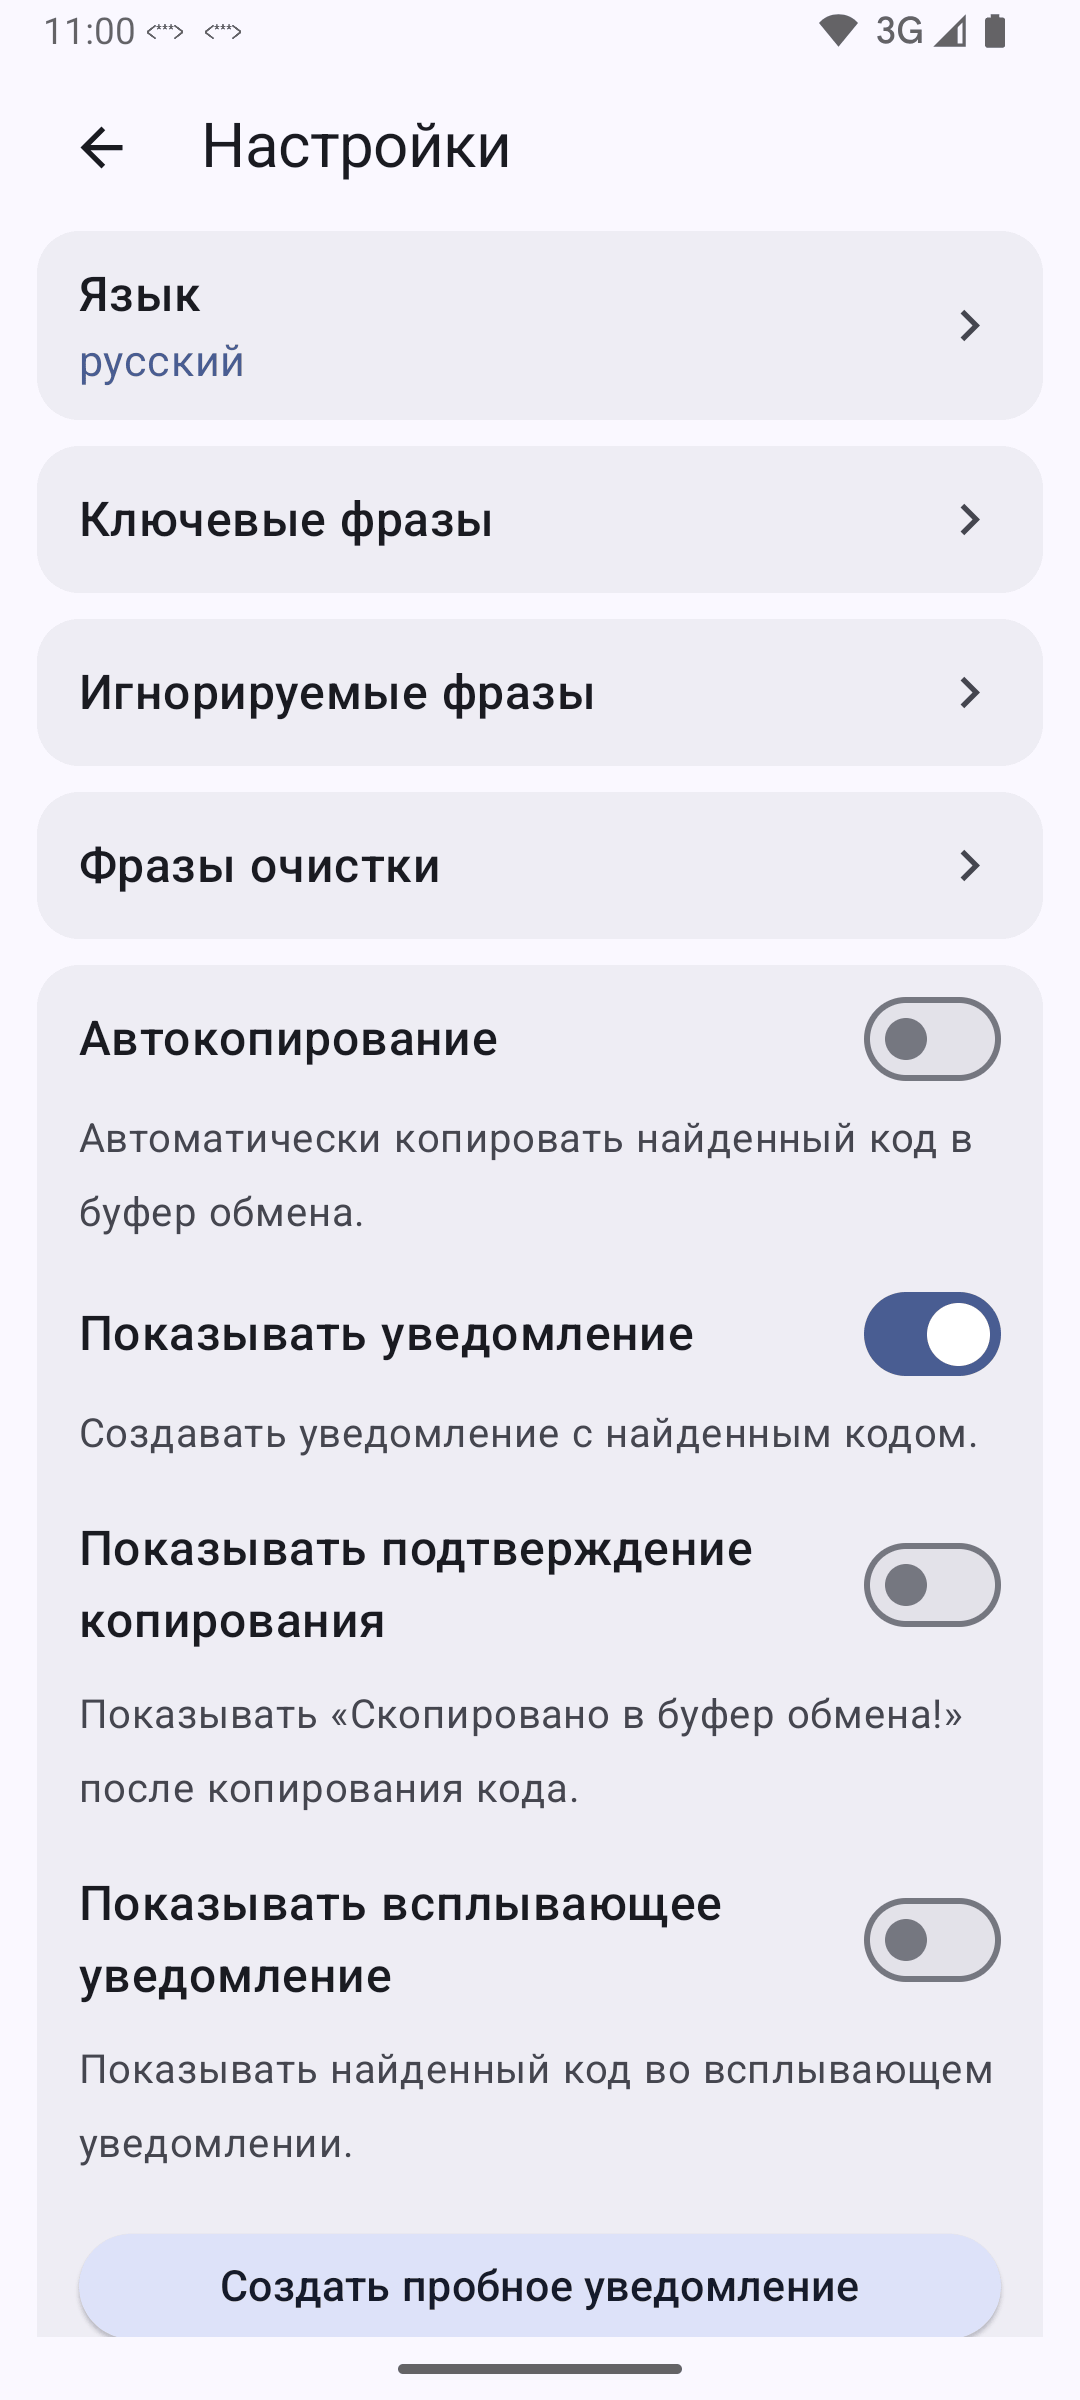 11:00
3G
Настройки
Язык
русский
Ключевые фразы
Игнорируемые фразы
Фразы очистки
Автокопирование
Автоматически копировать найденный код в
буфер обмена.
Показывать уведомление
Создавать уведомление с найденным кодом.
Показывать подтверждение
копирования
Показывать «Скопировано в буфер обмена!»
после копирования кода.
Показывать всплывающее
уведомление
Показывать найденный код во всплывающем
уведомлении.
Создать пробное уведомление